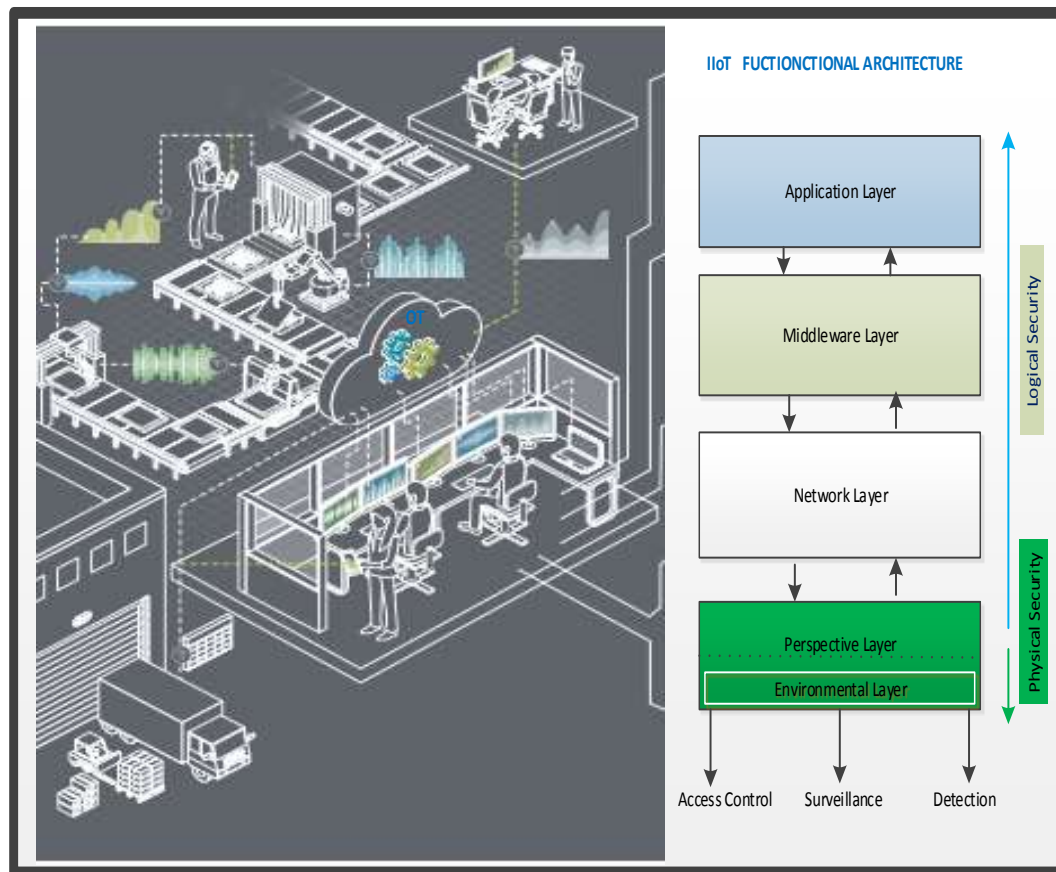 IIoT FUCTIONCTIONAL ARCHITECTURE
Application Layer
Middleware Layer
Network Layer
Perspective Layer
Environmental Layer
Access Control
Surveillance
Detection
Logical Security
Physical Security
IOT